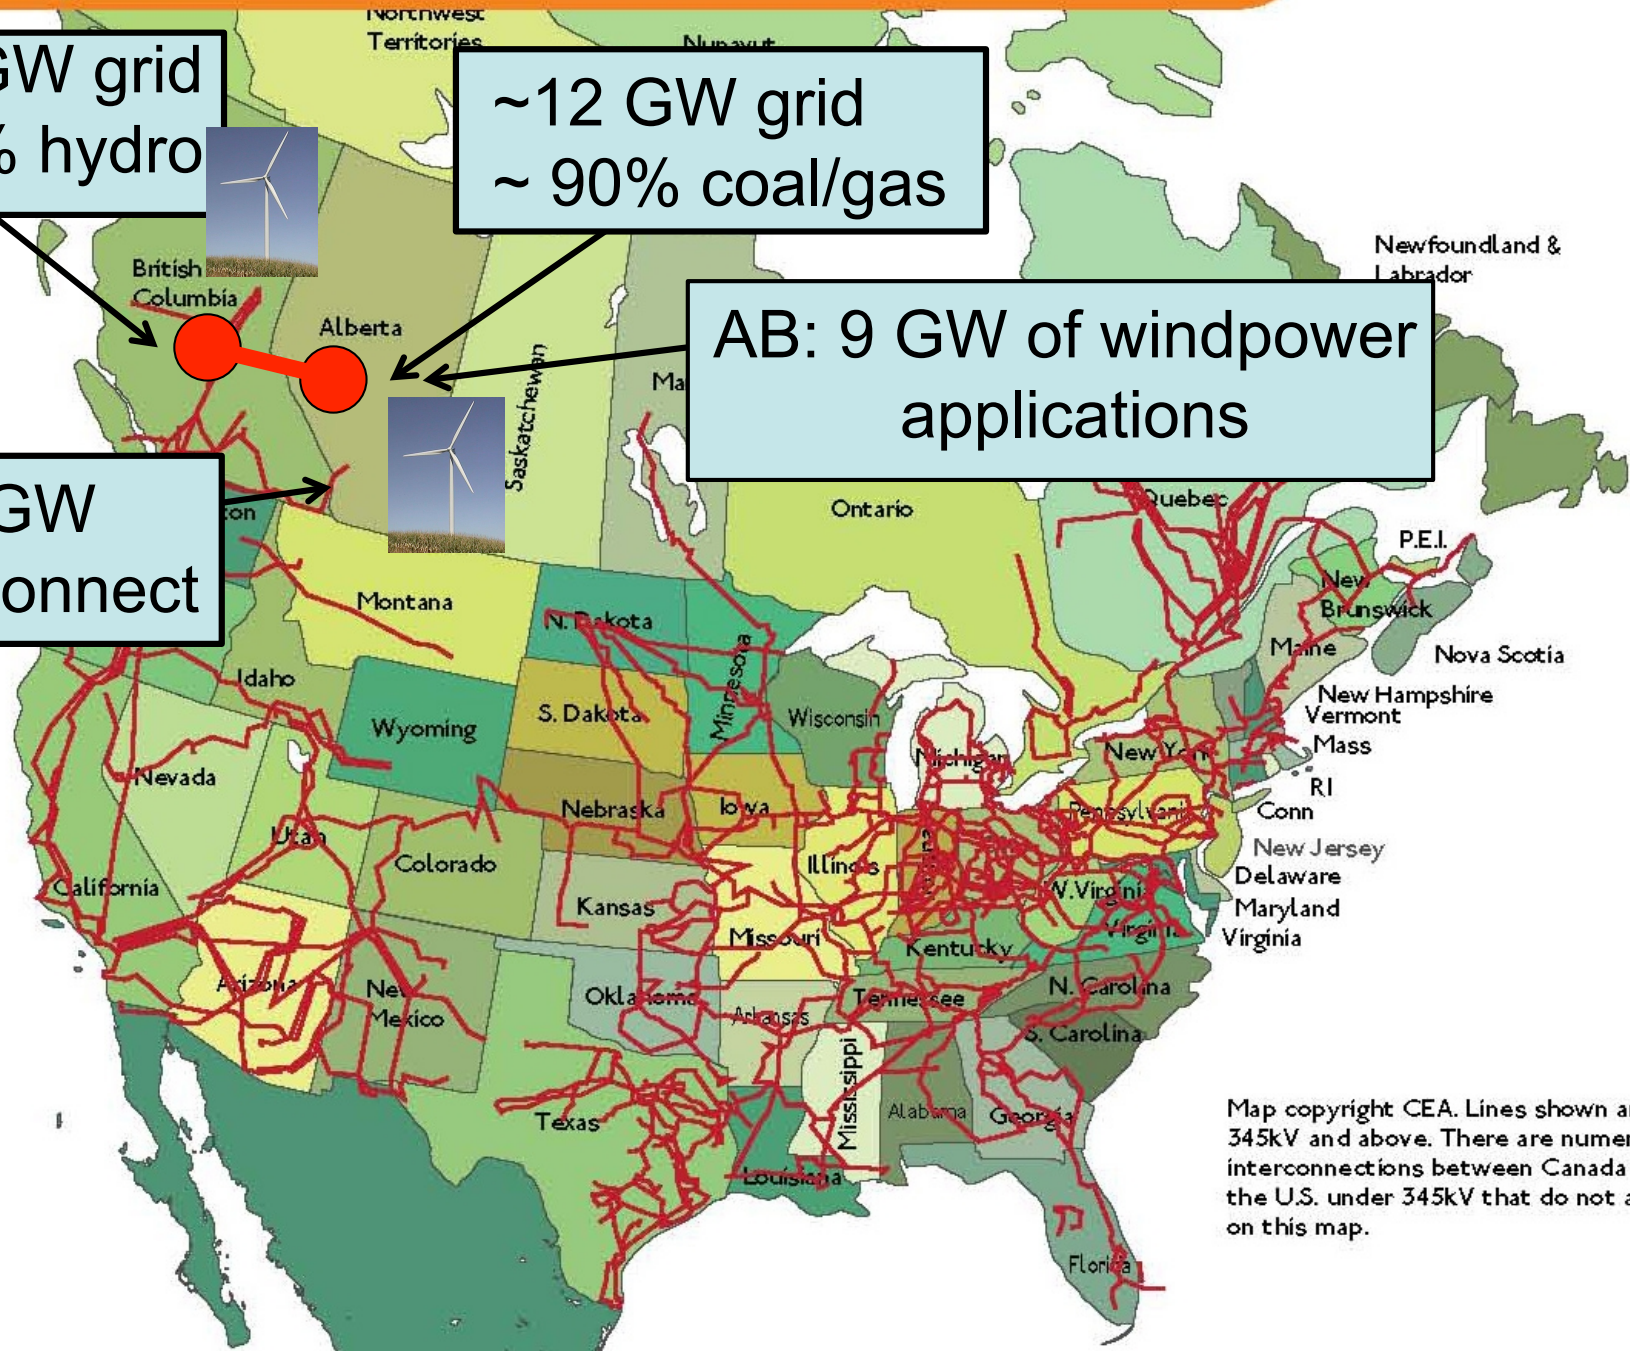 Northwest
Territories
Nunavut
GW grid
% hydro
~12 GW grid
~ 90% coal/gas
Newfoundland &
Labrador
British
Columbia
Alberta
AB: 9 GW of windpower
applications
Saskatchewan
Ma
GW
onnect
ton
Ontario
Quebec
P.E.I.
New
Brunswick
Maine
Nova Scotia
Montana
N. Dakota
Minnesota
Idaho
S. Dakota
Wyoming
Wisconsin
Michigan
New York
New Hampshire
Vermont
Mass
RI
Conn
Nevada
Nebraska
Iowa
Pennsylvania
New Jersey
Delaware
Maryland
Virginia
Utah
Colorado
Illinois
California
Kansas
Missouri
W.Virginia
Virginia
Kentucky
Arizona
New
Mexico
Oklahoma
Arkansas
Tennessee
N. Carolina
S. Carolina
Mississippi
Texas
Alabama
Georgia
Louisiana
Florida
Map copyright CEA. Lines shown a
345kV and above. There are numer
interconnections between Canada
the U.S. under 345kV that do not a
on this map.